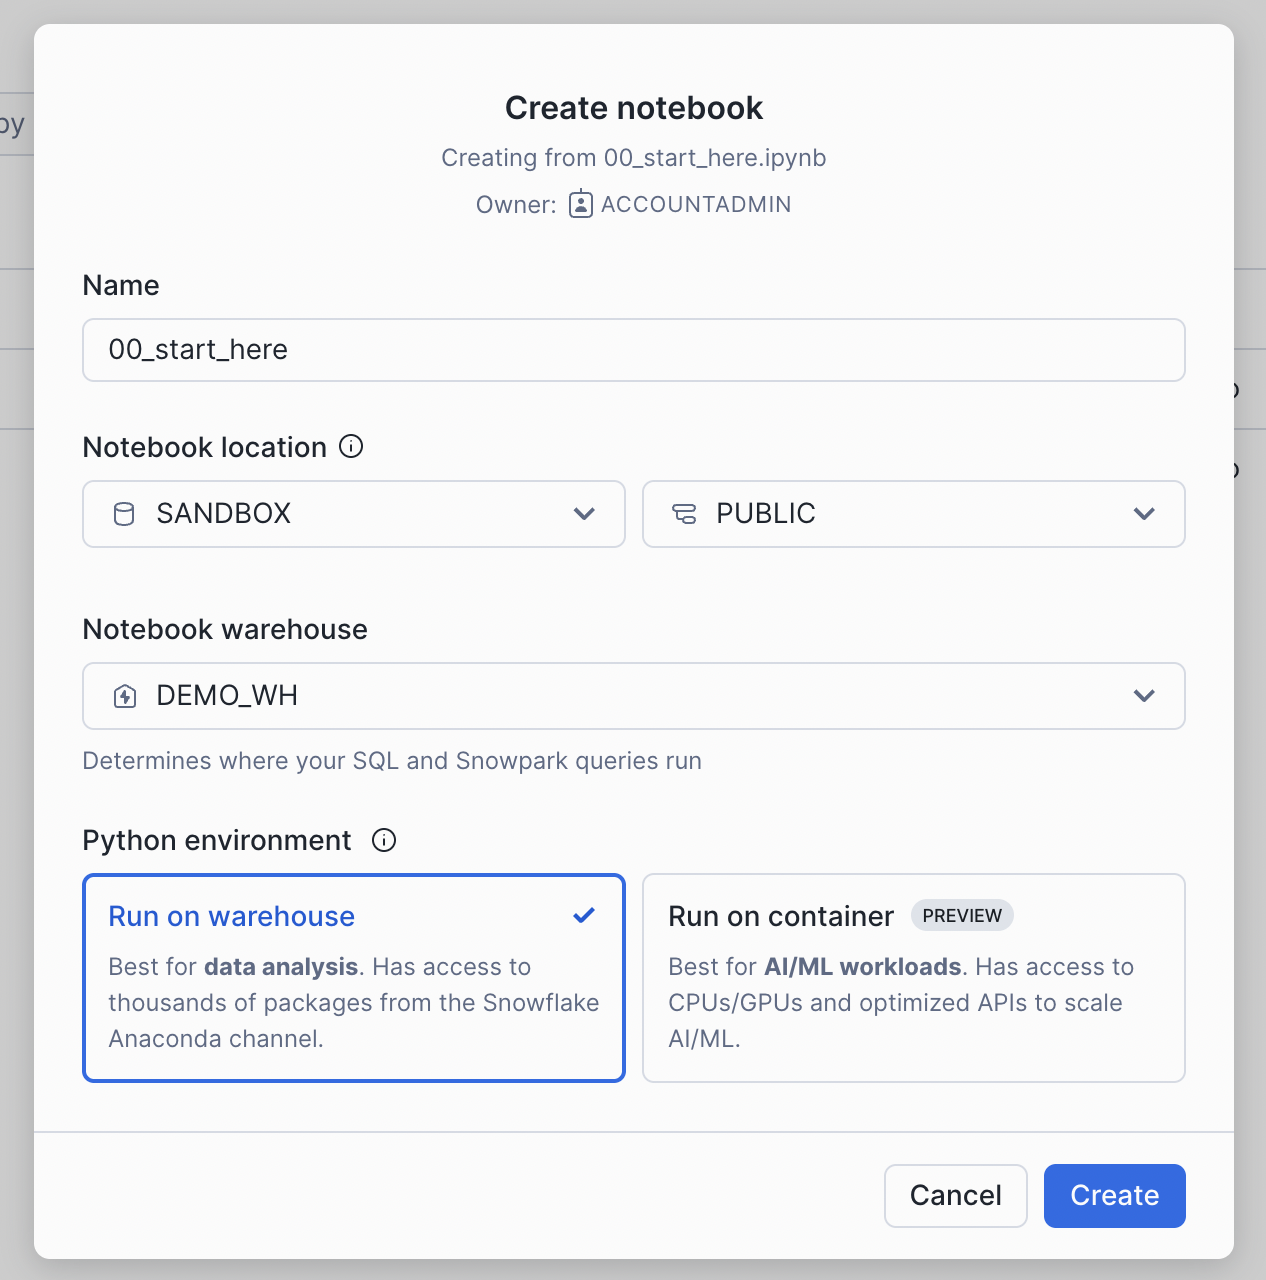 Create notebook
Creating from 00_start_here.ipynb
Owner: ACCOUNTADMIN
Name
00_start_here
Notebook location
SANDBOX
PUBLIC
Notebook warehouse
DEMO_WH
Determines where your SQL and Snowpark queries run
Python environment
Run on warehouse
Best for data analysis. Has access to
thousands of packages from the Snowflake
Anaconda channel.
Run on container PREVIEW
Best for AI/ML workloads. Has access to
CPUs/GPUs and optimized APIs to scale
AI/ML.
Cancel
Create